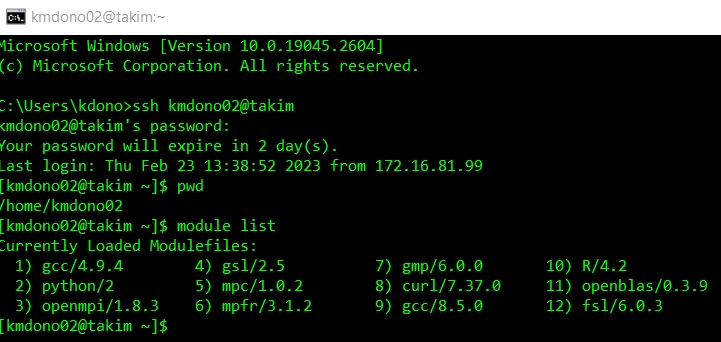 kmdono02@takim:~
Microsoft Windows [Version 10.0.19045.2604]
(c) Microsoft Corporation. All rights reserved.
C:\Users\kdono>ssh kmdono02@takim
kmdono02@takim's password:
Your password will expire in 2 day(s).
Last login: Thu Feb 23 13:38:52 2023 from 172.16.81.99
[kmdono02@takim ~]$ pwd
/home/kmdono02
[kmdono02@takim ~]$ module list
Currently Loaded Modulefiles:
  1) gcc/4.9.4       4) gsl/2.5         7) gmp/6.0.0      10) R/4.2
  2) python/2        5) mpc/1.0.2       8) curl/7.37.0    11) openblas/0.3.9
  3) openmpi/1.8.3   6) mpfr/3.1.2      9) gcc/8.5.0      12) fsl/6.0.3
[kmdono02@takim ~]$